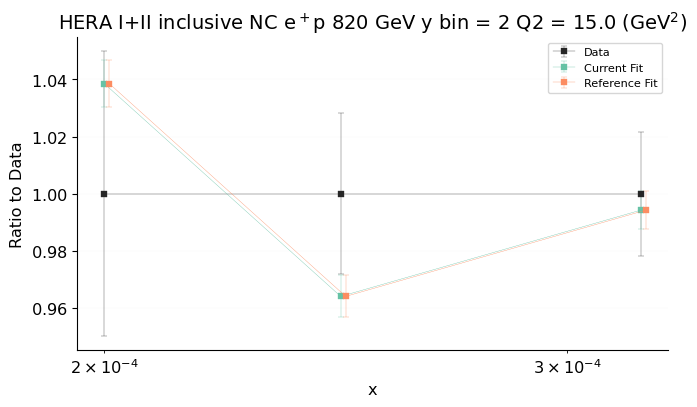 HERA I+II inclusive NC e⁺p 820 GeV y bin = 2 Q2 = 15.0 (GeV²)
Data
Current Fit
Reference Fit
Ratio to Data
1.04
1.02
1.00
0.98
0.96
2 × 10⁻⁴
3 × 10⁻⁴
x